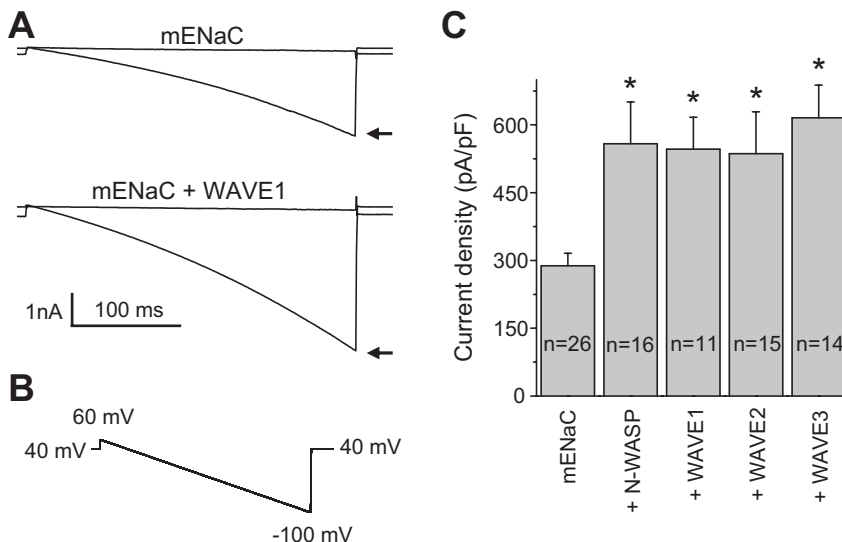 A
mENaC
mENaC + WAVE1
1nA
100 ms
B
60 mV
40 mV
40 mV
-100 mV
C
Current density (pA/pF)
600
450
300
150
0
*
*
*
*
n=26
n=16
n=11
n=15
n=14
mENaC
+ N-WASP
+ WAVE1
+ WAVE2
+ WAVE3